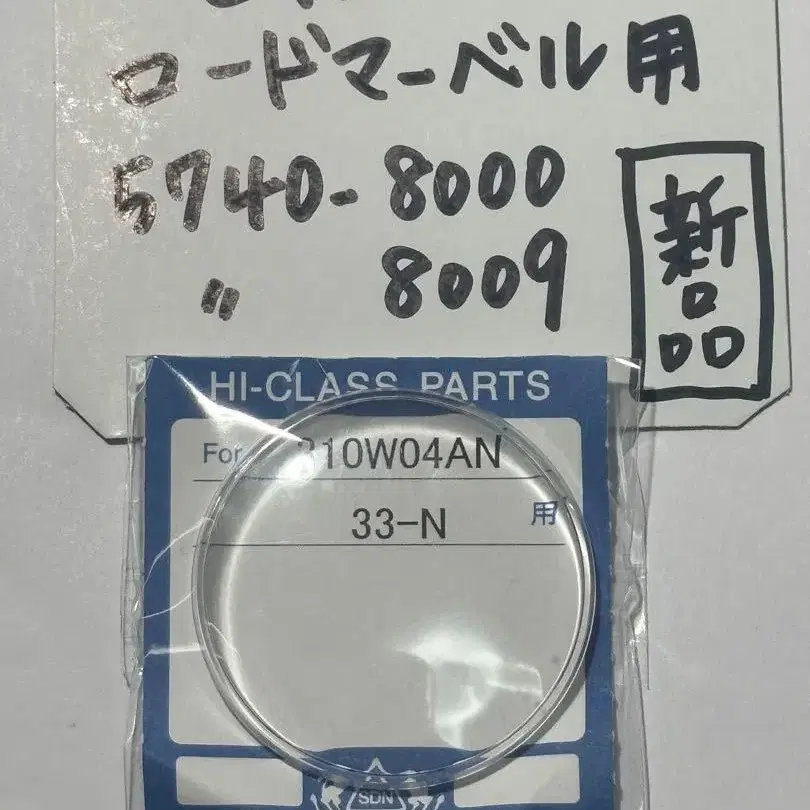 ロードマーベル用
5740-8000
〃 8009
新品
HI-CLASS PARTS
For 310W04AN
33-N 用
SDN